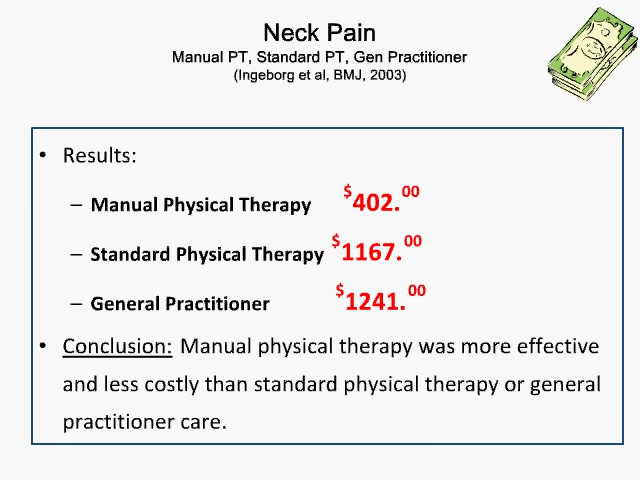 Neck Pain
Manual PT, Standard PT, Gen Practitioner
(Ingeborg et al, BMJ, 2003)
• Results:
– Manual Physical Therapy $402.00
– Standard Physical Therapy $1167.00
– General Practitioner $1241.00
• Conclusion: Manual physical therapy was more effective
and less costly than standard physical therapy or general
practitioner care.